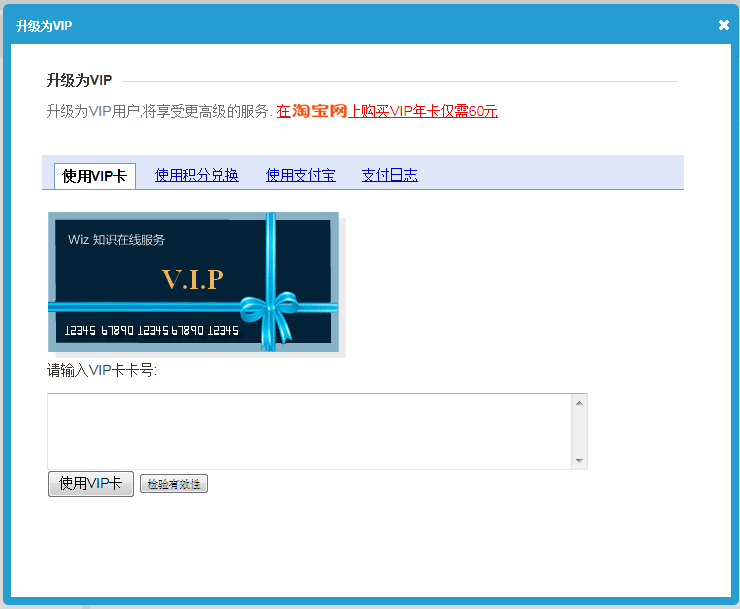 升级为VIP
升级为VIP
升级为VIP用户,将享受更高级的服务. 在淘宝网上购买VIP年卡仅需60元
使用VIP卡 使用积分兑换 使用支付宝 支付日志
Wiz 知识在线服务
V.I.P
12345 67890 12345 67890 12345
请输入VIP卡卡号:
使用VIP卡 检验有效性